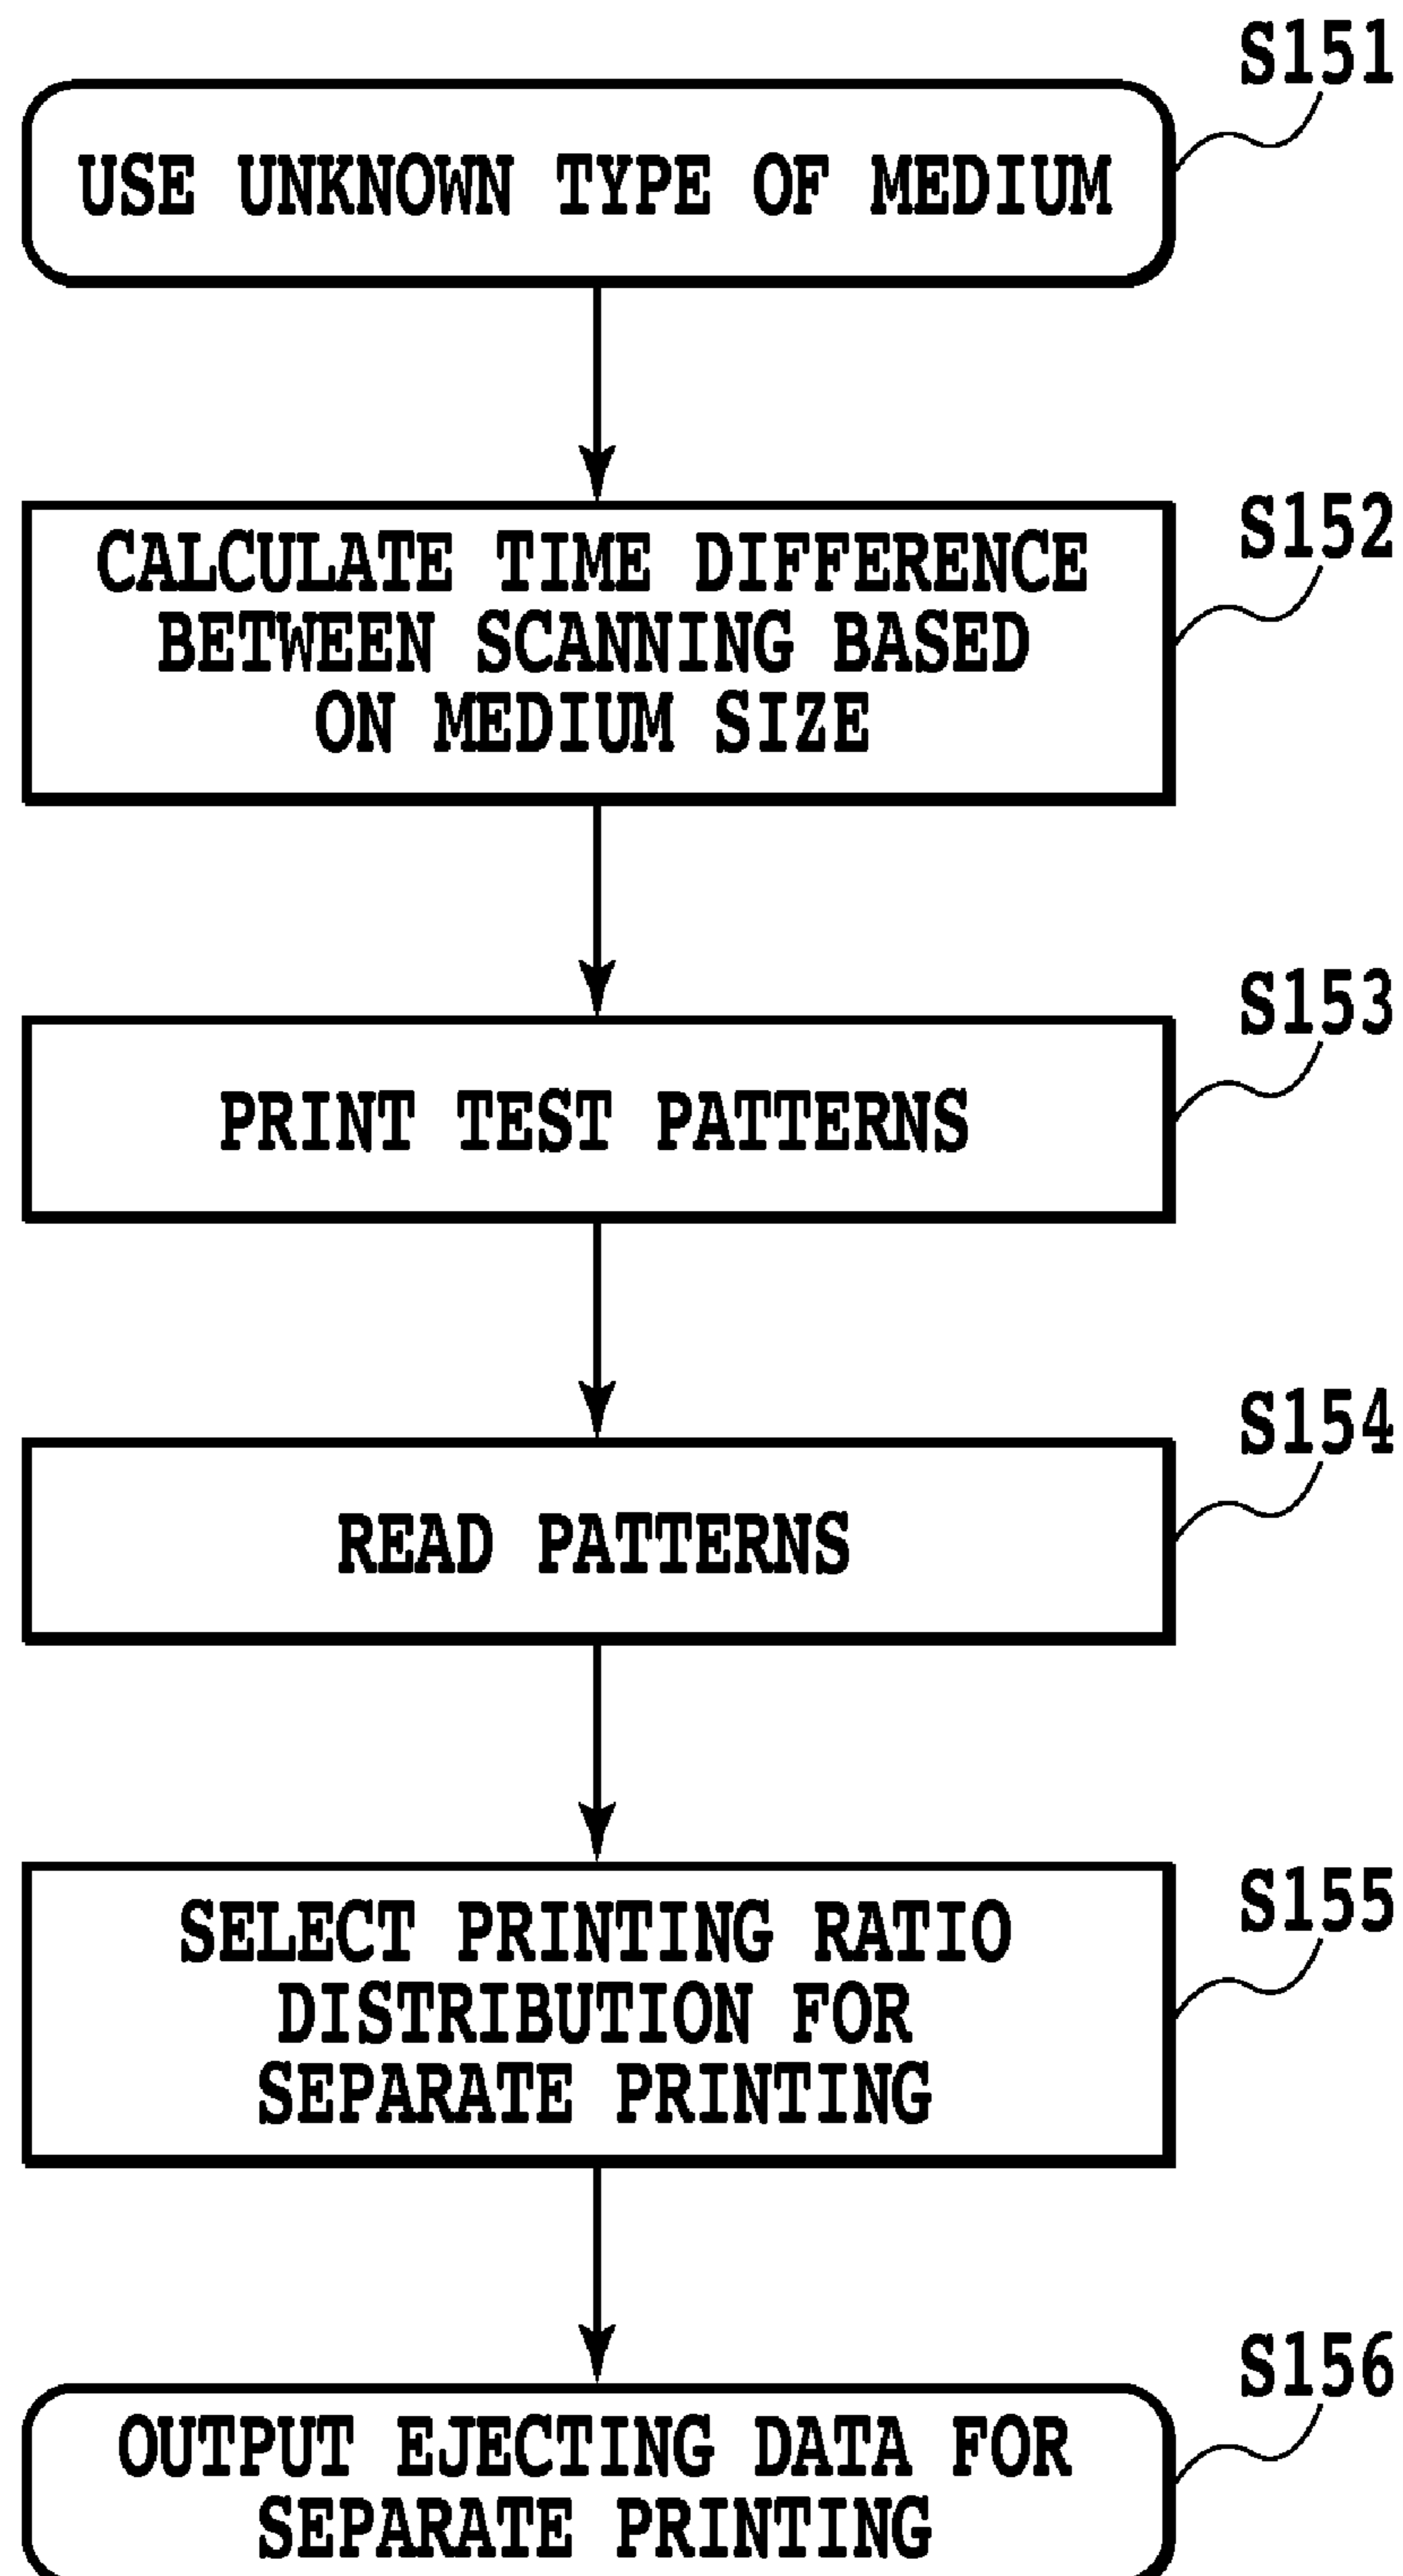 S151
USE UNKNOWN TYPE OF MEDIUM
S152
CALCULATE TIME DIFFERENCE
BETWEEN SCANNING BASED
ON MEDIUM SIZE
S153
PRINT TEST PATTERNS
S154
READ PATTERNS
S155
SELECT PRINTING RATIO
DISTRIBUTION FOR
SEPARATE PRINTING
S156
OUTPUT EJECTING DATA FOR
SEPARATE PRINTING